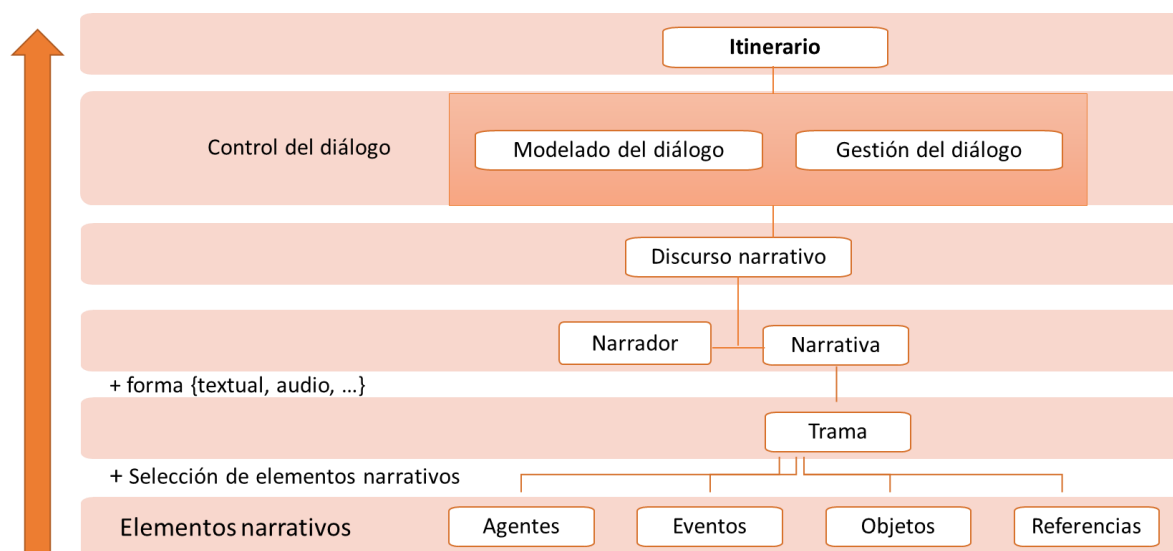 Itinerario
Control del diálogo
Modelado del diálogo
Gestión del diálogo
Discurso narrativo
Narrador
Narrativa
+ forma {textual, audio, …}
Trama
+ Selección de elementos narrativos
Elementos narrativos
Agentes
Eventos
Objetos
Referencias